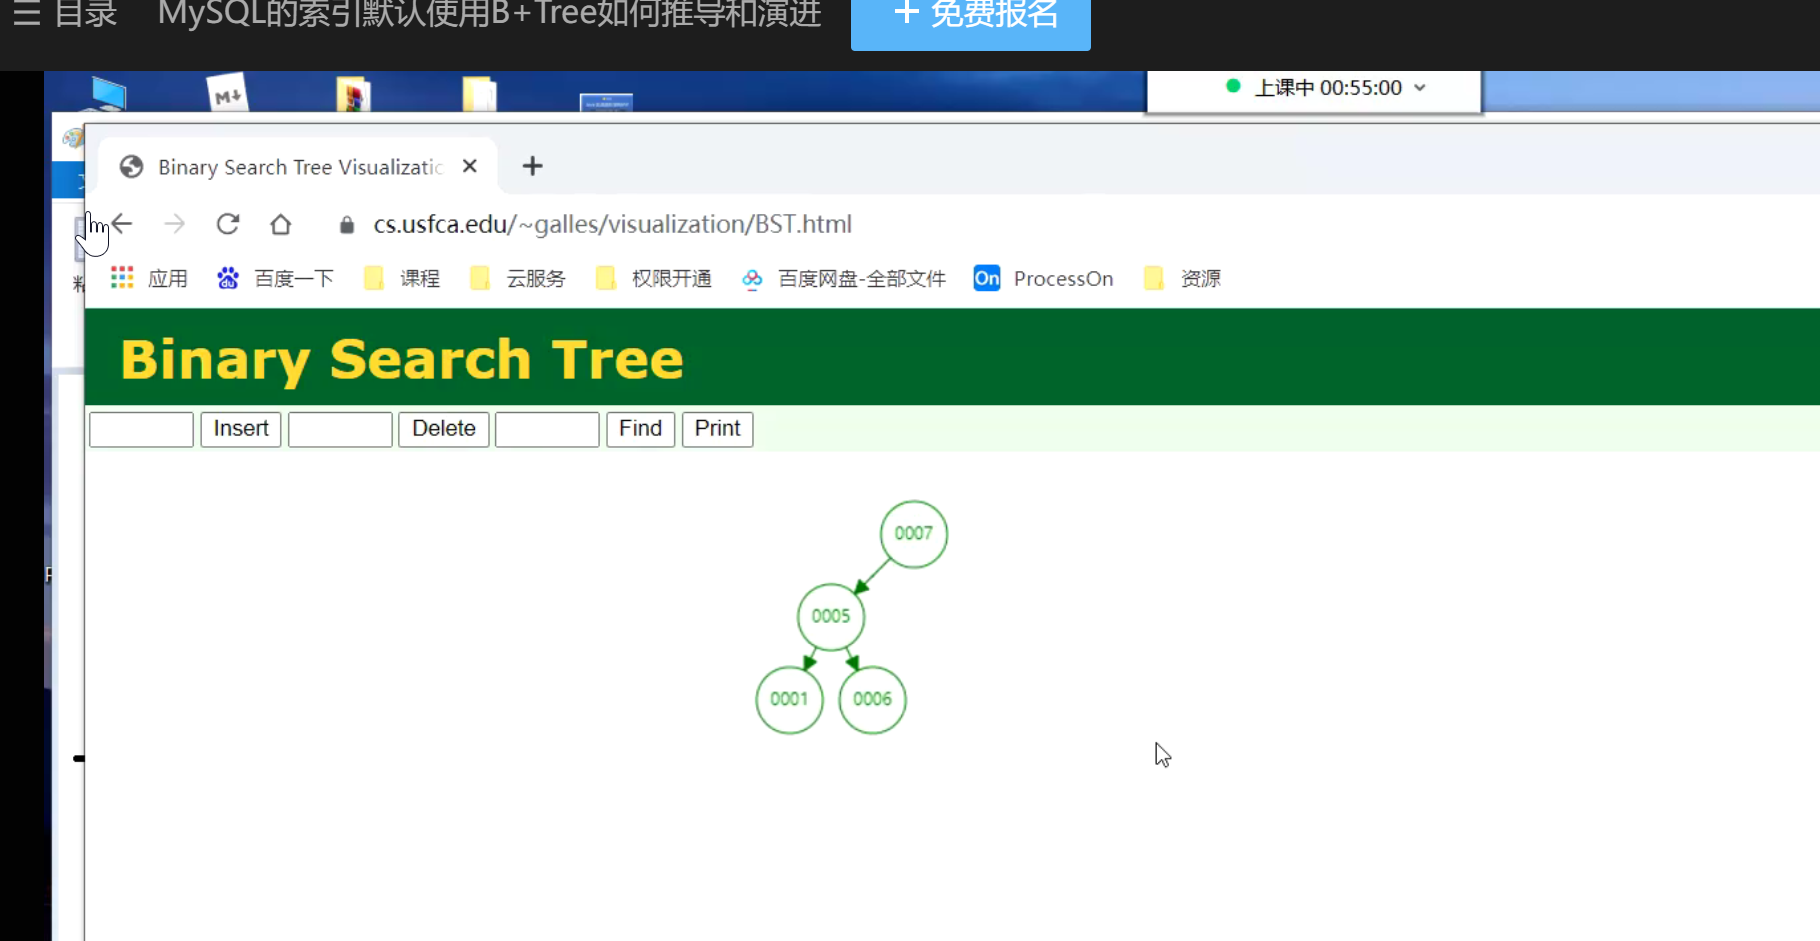 ☰ 目录 MySQL的索引默认使用B+Tree如何推导和演进 + 免费报名
M↓
上课中 00:55:00
Binary Search Tree Visualizatic
cs.usfca.edu/~galles/visualization/BST.html
应用 百度一下 课程 云服务 权限开通 百度网盘-全部文件 On ProcessOn 资源
Binary Search Tree
Insert Delete Find Print
0007
0005
0001 0006